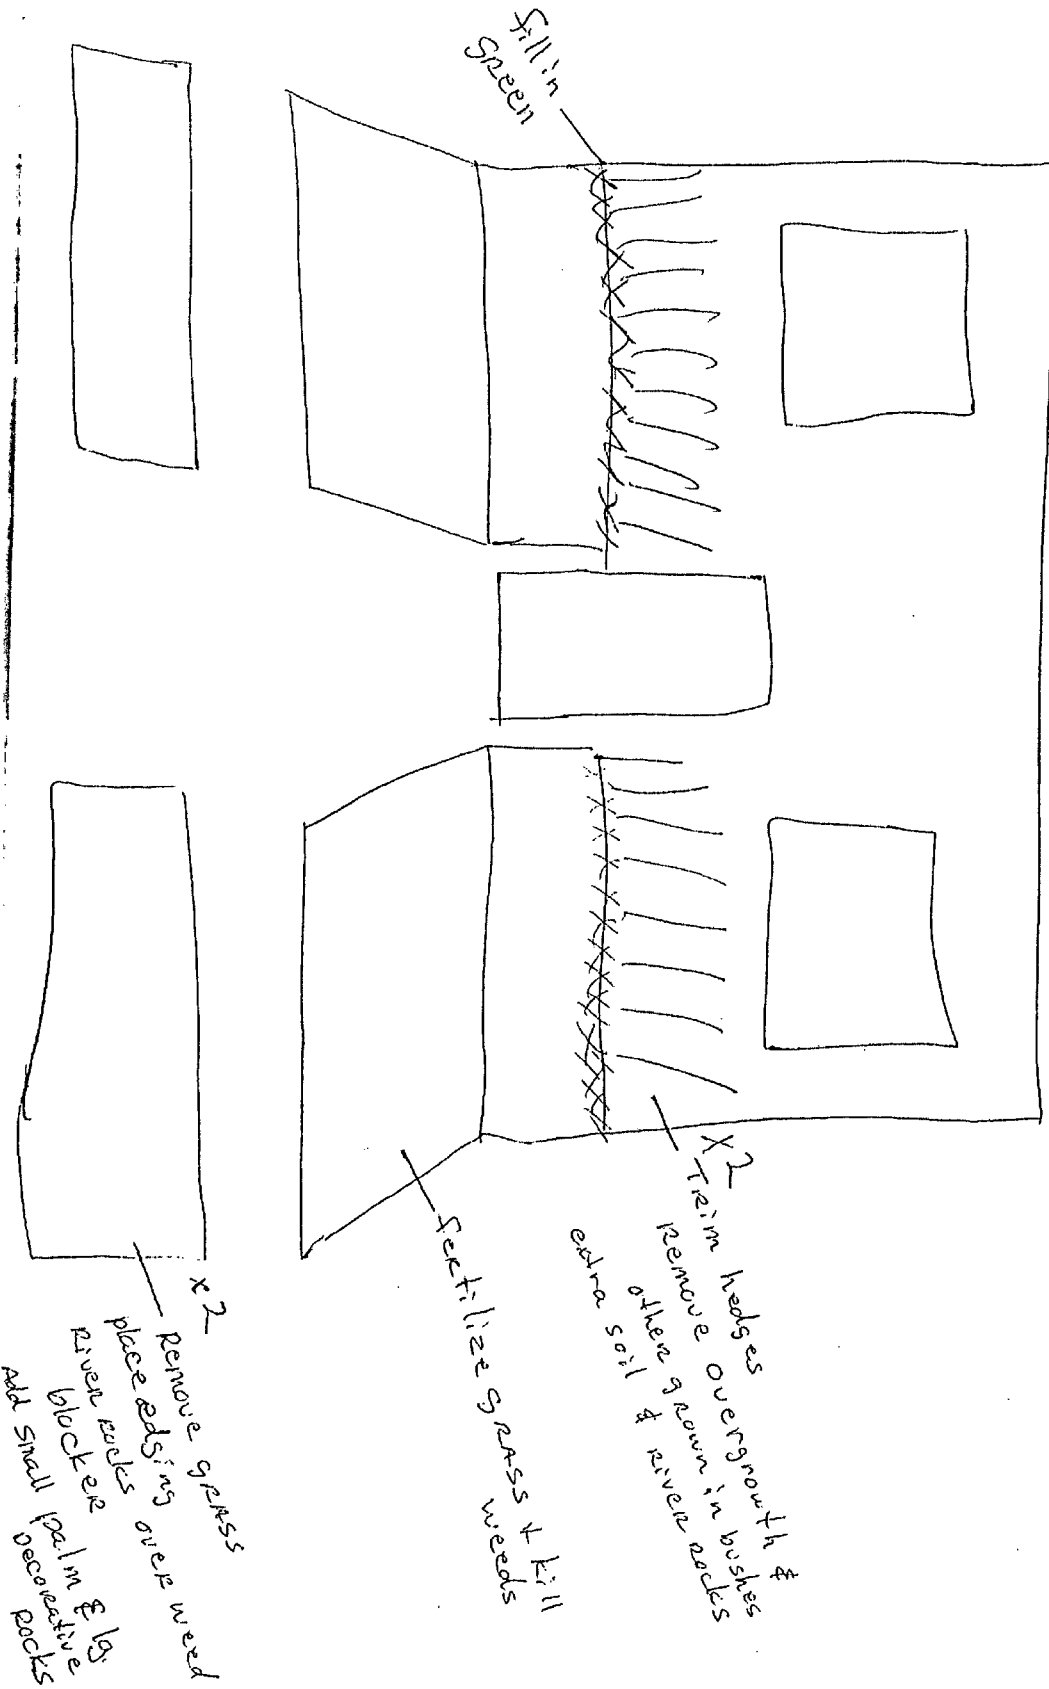 fill in
green
x2
Trim hedges
Remove overgrowth &
other grown in bushes
extra soil & River Rocks
fertilize grass & kill
weeds
x2
Remove grass
place edging
River Rocks over weed
blocker
Add small palm & lg.
Decorative
Rocks